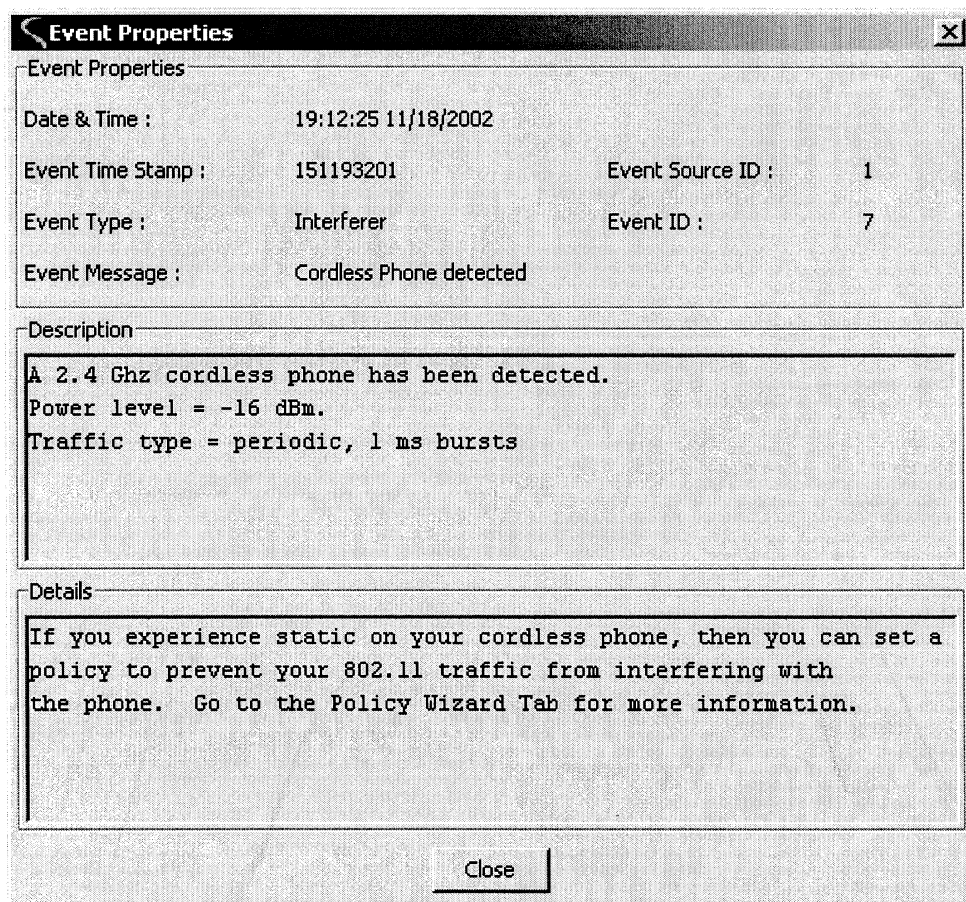 Event Properties
Event Properties
Date & Time : 19:12:25 11/18/2002
Event Time Stamp : 151193201 Event Source ID : 1
Event Type : Interferer Event ID : 7
Event Message : Cordless Phone detected
Description
A 2.4 Ghz cordless phone has been detected.
Power level = -16 dBm.
Traffic type = periodic, 1 ms bursts
Details
If you experience static on your cordless phone, then you can set a
policy to prevent your 802.11 traffic from interfering with
the phone.  Go to the Policy Wizard Tab for more information.
Close